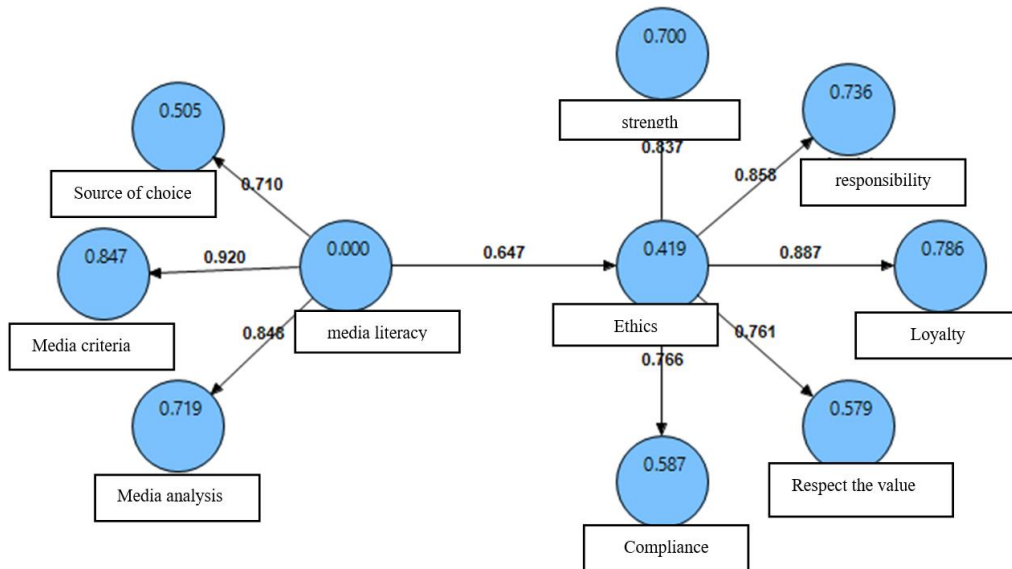 0.700
strength
0.837
0.736
responsibility
0.858
0.505
Source of choice
0.710
0.847
0.920
Media criteria
0.000
media literacy
0.647
0.419
Ethics
0.887
0.786
Loyalty
0.848
0.719
Media analysis
0.761
0.766
0.579
Respect the value
0.587
Compliance